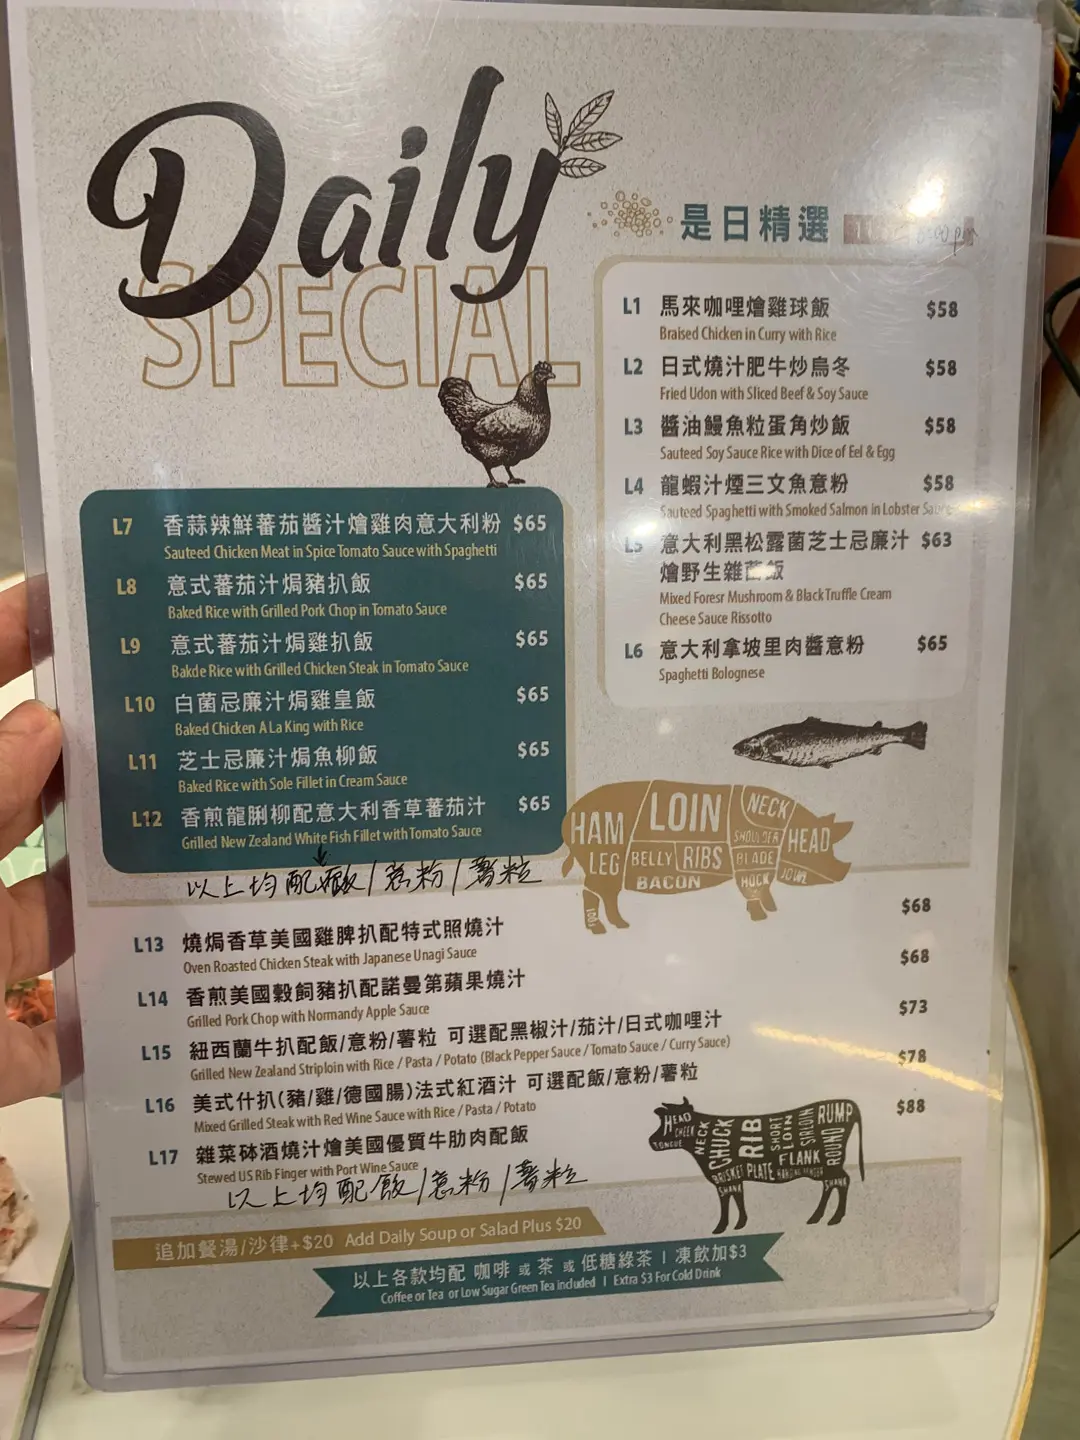 Daily
SPECIAL
是日精選
L1 馬來咖哩燴雞球飯 $58
Braised Chicken in Curry with Rice
L2 日式燒汁肥牛炒烏冬 $58
Fried Udon with Sliced Beef & Soy Sauce
L3 醬油鰻魚粒蛋角炒飯 $58
Sauteed Soy Sauce Rice with Dice of Eel & Egg
L4 龍蝦汁煙三文魚意粉 $58
Sauteed Spaghetti with Smoked Salmon in Lobster Sauce
L5 意大利黑松露菌芝士忌廉汁 $63
燴野生雜菌飯
Mixed Foresr Mushroom & Black Truffle Cream
Cheese Sauce Rissotto
L6 意大利拿坡里肉醬意粉 $65
Spaghetti Bolognese
L7 香蒜辣鮮蕃茄醬汁燴雞肉意大利粉 $65
Sauteed Chicken Meat in Spice Tomato Sauce with Spaghetti
L8 意式蕃茄汁焗豬扒飯 $65
Baked Rice with Grilled Pork Chop in Tomato Sauce
L9 意式蕃茄汁焗雞扒飯 $65
Bakde Rice with Grilled Chicken Steak in Tomato Sauce
L10 白菌忌廉汁焗雞皇飯 $65
Baked Chicken A La King with Rice
L11 芝士忌廉汁焗魚柳飯 $65
Baked Rice with Sole Fillet in Cream Sauce
L12 香煎龍脷柳配意大利香草蕃茄汁 $65
Grilled New Zealand White Fish Fillet with Tomato Sauce
以上均配飯/意粉/薯粒
HAM LOIN NECK
SHOULDER HEAD
LEG BELLY RIBS BLADE
BACON HOCK JOWL
L13 燒焗香草美國雞脾扒配特式照燒汁 $68
Oven Roasted Chicken Steak with Japanese Unagi Sauce
L14 香煎美國穀飼豬扒配諾曼第蘋果燒汁 $68
Grilled Pork Chop with Normandy Apple Sauce
L15 紐西蘭牛扒配飯/意粉/薯粒 可選配黑椒汁/茄汁/日式咖哩汁 $73
Grilled New Zealand Striploin with Rice / Pasta / Potato (Black Pepper Sauce / Tomato Sauce / Curry Sauce)
L16 美式什扒(豬/雞/德國腸)法式紅酒汁 可選配飯/意粉/薯粒 $78
Mixed Grilled Steak with Red Wine Sauce with Rice / Pasta / Potato
L17 雜菜砵酒燒汁燴美國優質牛肋肉配飯 $88
Stewed US Rib Finger with Port Wine Sauce
以上均配飯/意粉/薯粒
HEAD CHEEK TONGUE NECK CHUCK RIB SHORT LOIN SIRLOIN RUMP ROUND
BRISKET PLATE FLANK SHANK SHANK
追加餐湯/沙律+$20 Add Daily Soup or Salad Plus $20
以上各款均配 咖啡 或 茶 或 低糖綠茶 | 凍飲加$3
Coffee or Tea or Low Sugar Green Tea included | Extra $3 For Cold Drink